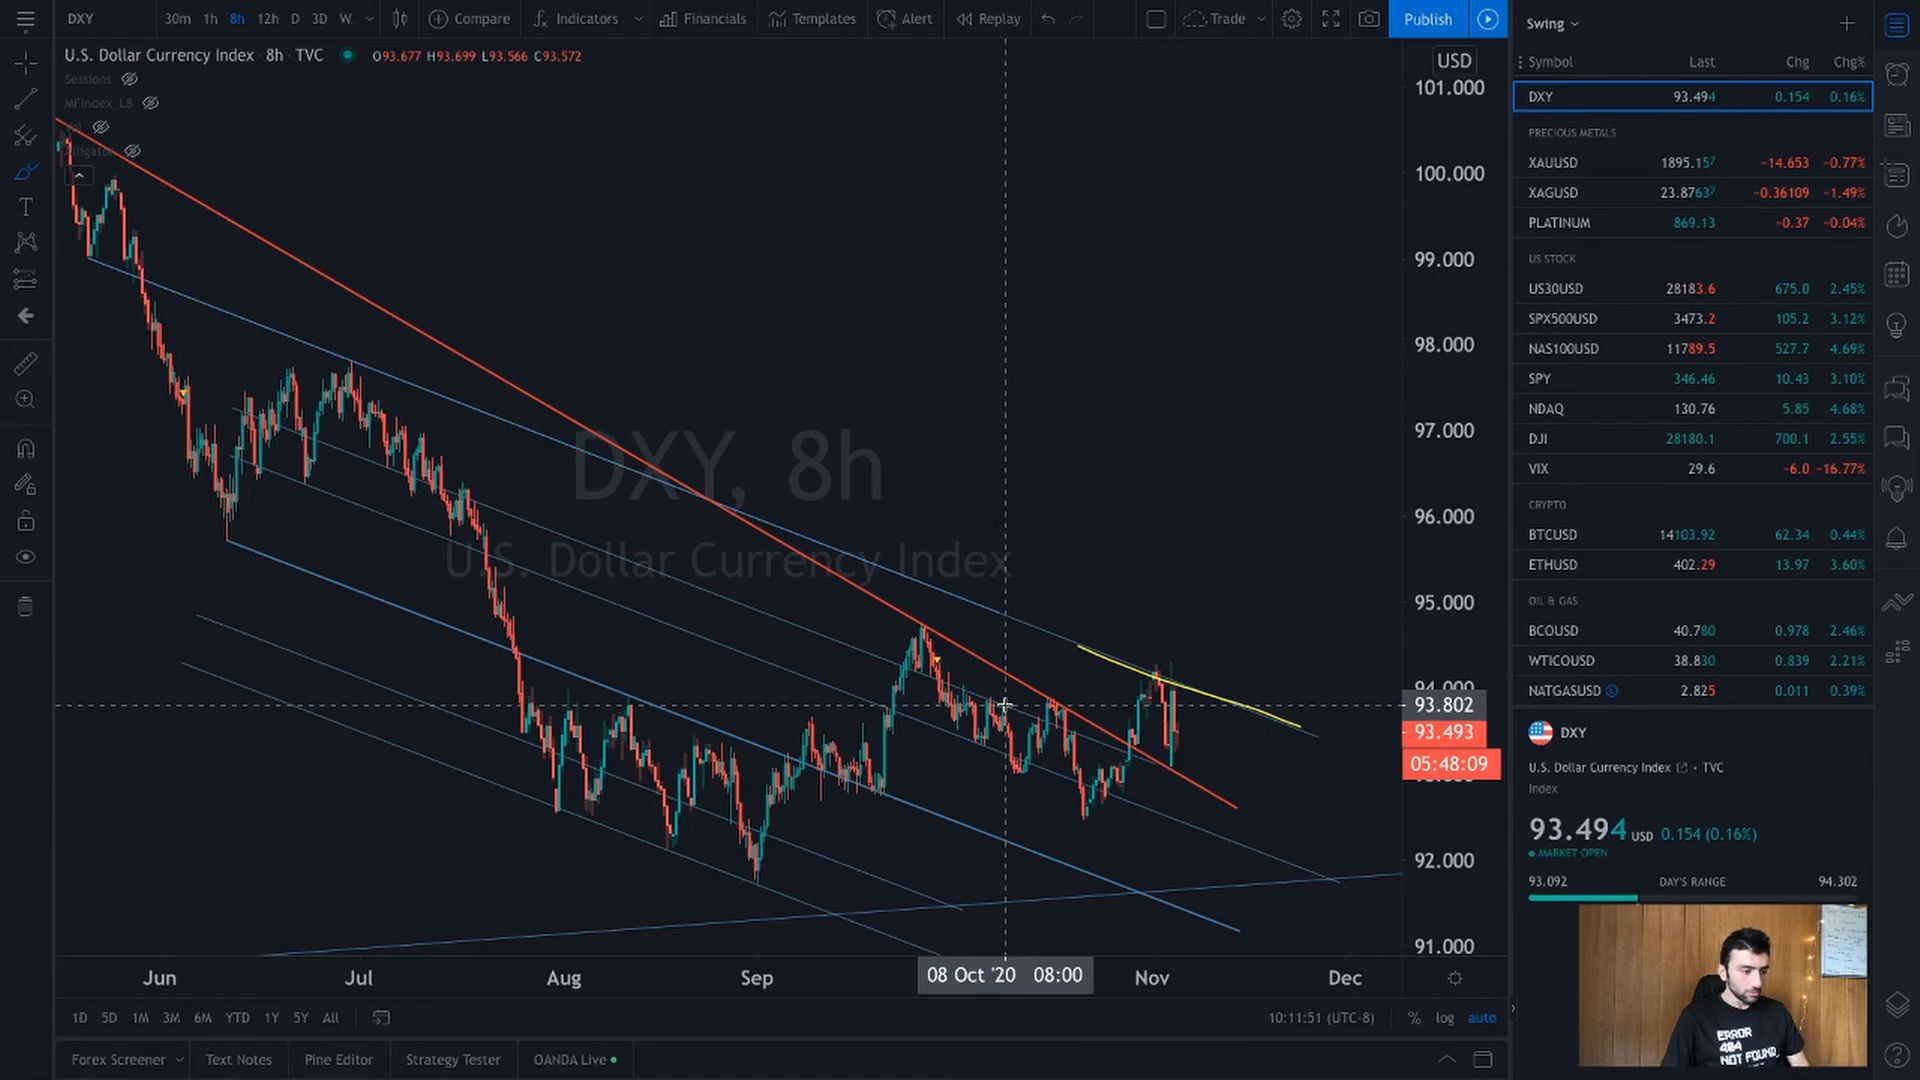 DXY 30m 1h 8h 12h D 3D W Compare Indicators Financials Templates Alert Replay Trade Publish
U.S. Dollar Currency Index 8h TVC O93.677 H93.699 L93.566 C93.572
Sessions
MFIndex_LB
USD
101.000
100.000
99.000
98.000
97.000
96.000
95.000
94.000
93.802
93.493
05:48:09
92.000
91.000
DXY, 8h
U.S. Dollar Currency Index
Jun Jul Aug Sep 08 Oct '20 08:00 Nov Dec
1D 5D 1M 3M 6M YTD 1Y 5Y All 10:11:51 (UTC-8) % log auto
Forex Screener Text Notes Pine Editor Strategy Tester OANDA Live
Swing
Symbol Last Chg Chg%
DXY 93.494 0.154 0.16%
PRECIOUS METALS
XAUUSD 1895.157 −14.653 −0.77%
XAGUSD 23.87637 −0.36109 −1.49%
PLATINUM 869.13 −0.37 −0.04%
US STOCK
US30USD 28183.6 675.0 2.45%
SPX500USD 3473.2 105.2 3.12%
NAS100USD 11789.5 527.7 4.69%
SPY 346.46 10.43 3.10%
NDAQ 130.76 5.85 4.68%
DJI 28180.1 700.1 2.55%
VIX 29.6 −6.0 −16.77%
CRYPTO
BTCUSD 14103.92 62.34 0.44%
ETHUSD 402.29 13.97 3.60%
OIL & GAS
BCOUSD 40.780 0.978 2.46%
WTICOUSD 38.830 0.839 2.21%
NATGASUSD 2.825 0.011 0.39%
DXY
U.S. Dollar Currency Index • TVC
Index
93.494 USD 0.154 (0.16%)
MARKET OPEN
93.092 DAY'S RANGE 94.302
ERROR
404
NOT FOUND